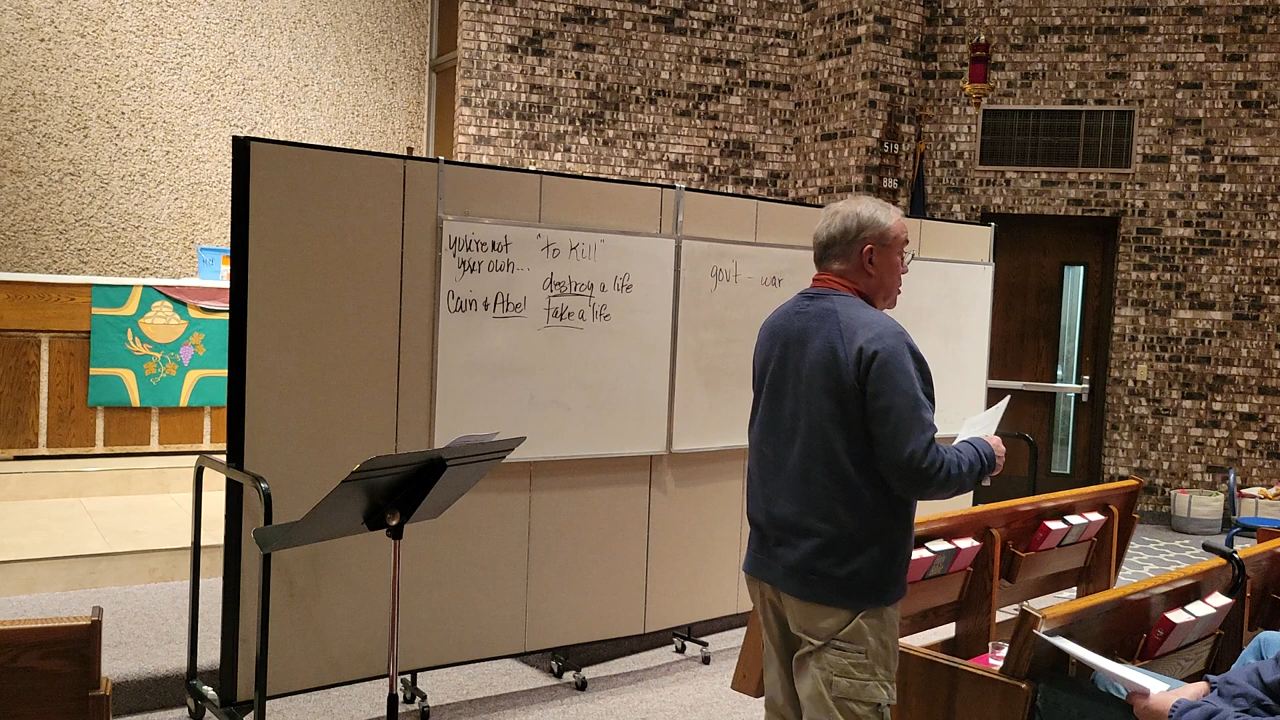 you're not
your own...
Cain & Abel
"to Kill"
destroy a life
take a life
gov't - war
519
886